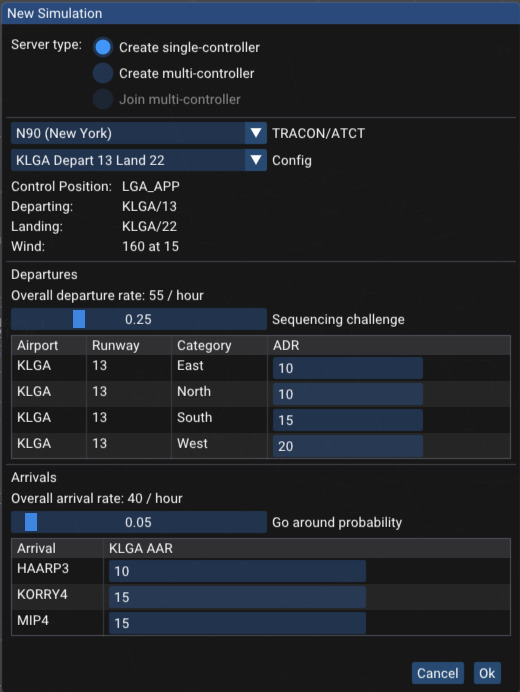 New Simulation
Server type: Create single-controller
Create multi-controller
Join multi-controller
N90 (New York) TRACON/ATCT
KLGA Depart 13 Land 22 Config
Control Position: LGA_APP
Departing: KLGA/13
Landing: KLGA/22
Wind: 160 at 15
Departures
Overall departure rate: 55 / hour
0.25 Sequencing challenge
Airport Runway Category ADR
KLGA 13 East 10
KLGA 13 North 10
KLGA 13 South 15
KLGA 13 West 20
Arrivals
Overall arrival rate: 40 / hour
0.05 Go around probability
Arrival KLGA AAR
HAARP3 10
KORRY4 15
MIP4 15
Cancel Ok